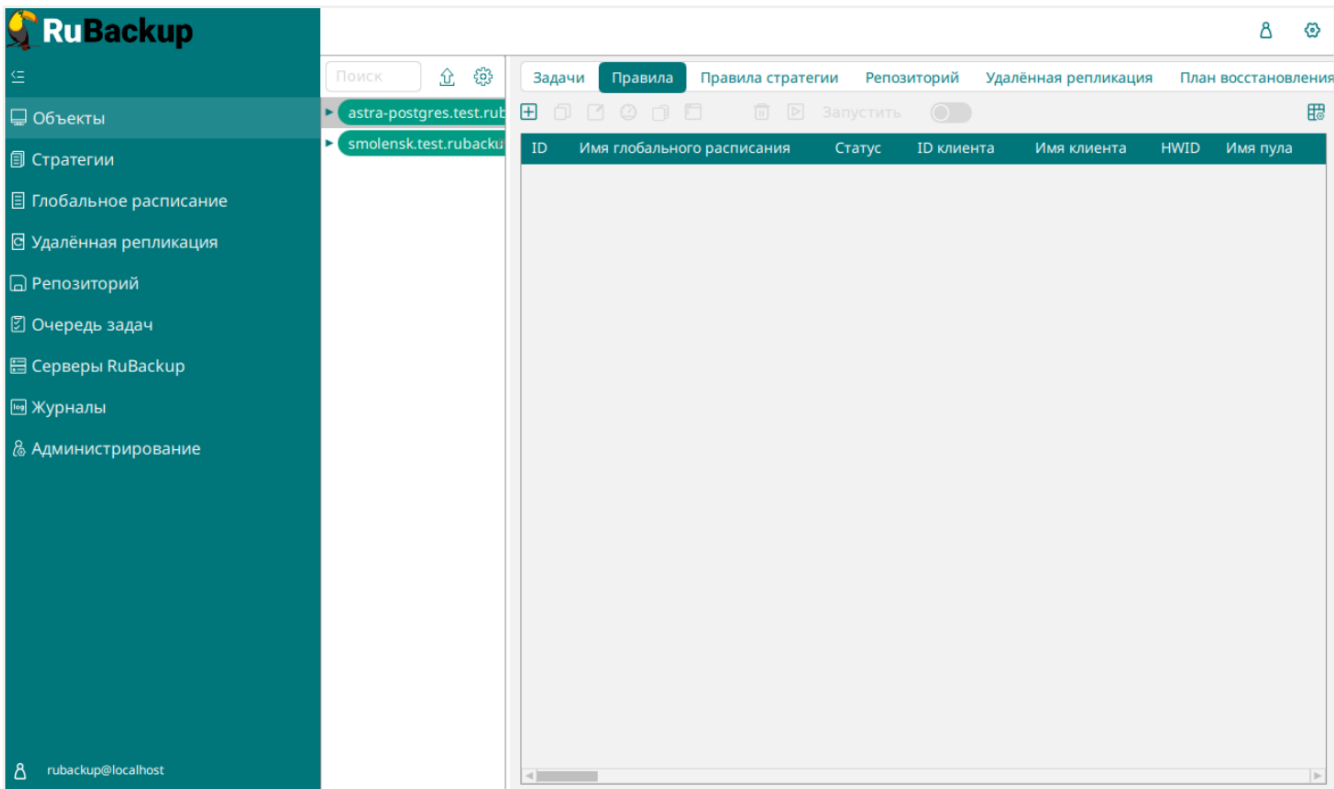 RuBackup
Поиск
Задачи Правила Правила стратегии Репозиторий Удалённая репликация План восстановления
Объекты
astra-postgres.test.rub
Запустить
Стратегии
smolensk.test.rubacku
ID Имя глобального расписания Статус ID клиента Имя клиента HWID Имя пула
Глобальное расписание
Удалённая репликация
Репозиторий
Очередь задач
Серверы RuBackup
log Журналы
Администрирование
rubackup@localhost